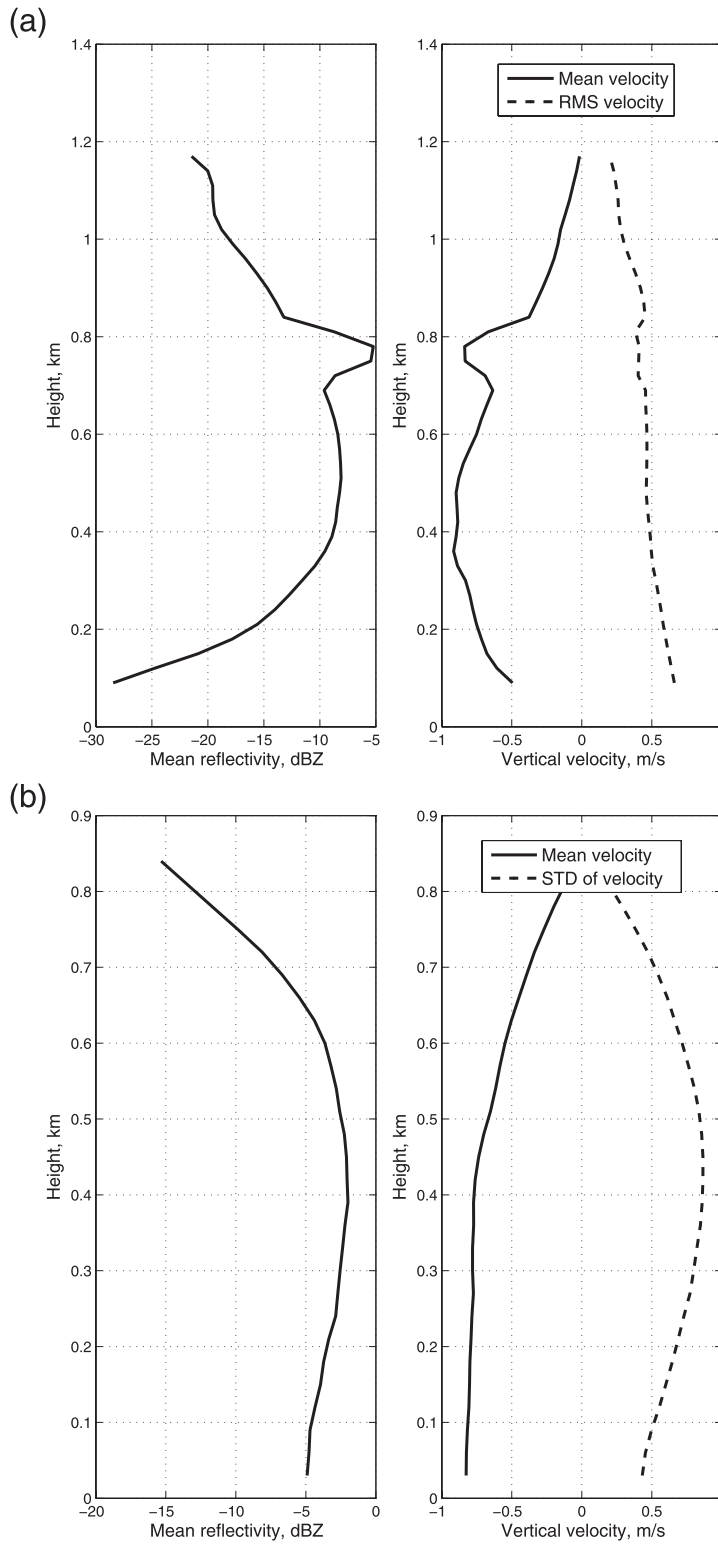 (a)
1.4
1.2
1
0.8
0.6
0.4
0.2
0
Height, km
−30 −25 −20 −15 −10 −5
Mean reflectivity, dBZ
1.4
1.2
1
0.8
0.6
0.4
0.2
0
Height, km
Mean velocity
RMS velocity
−1 −0.5 0 0.5
Vertical velocity, m/s
(b)
0.9
0.8
0.7
0.6
0.5
0.4
0.3
0.2
0.1
0
Height, km
−20 −15 −10 −5 0
Mean reflectivity, dBZ
0.9
0.8
0.7
0.6
0.5
0.4
0.3
0.2
0.1
0
Height, km
Mean velocity
STD of velocity
−1 −0.5 0 0.5
Vertical velocity, m/s